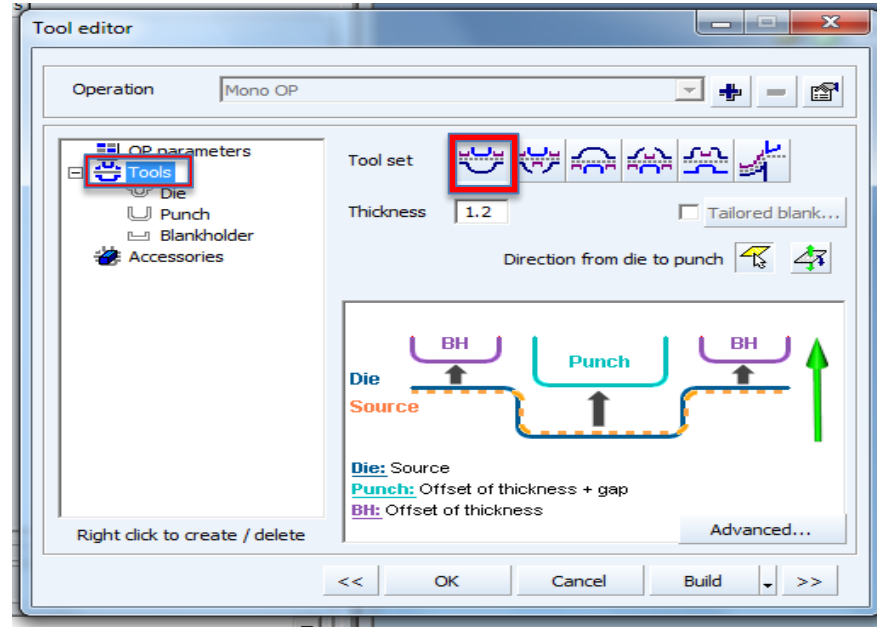 Tool editor
Operation Mono OP
OP parameters
Tools
Die
Punch
Blankholder
Accessories
Right click to create / delete
Tool set
Thickness 1.2 Tailored blank...
Direction from die to punch
BH Punch BH
Die
Source
Die: Source
Punch: Offset of thickness + gap
BH: Offset of thickness
Advanced...
<< OK Cancel Build >>